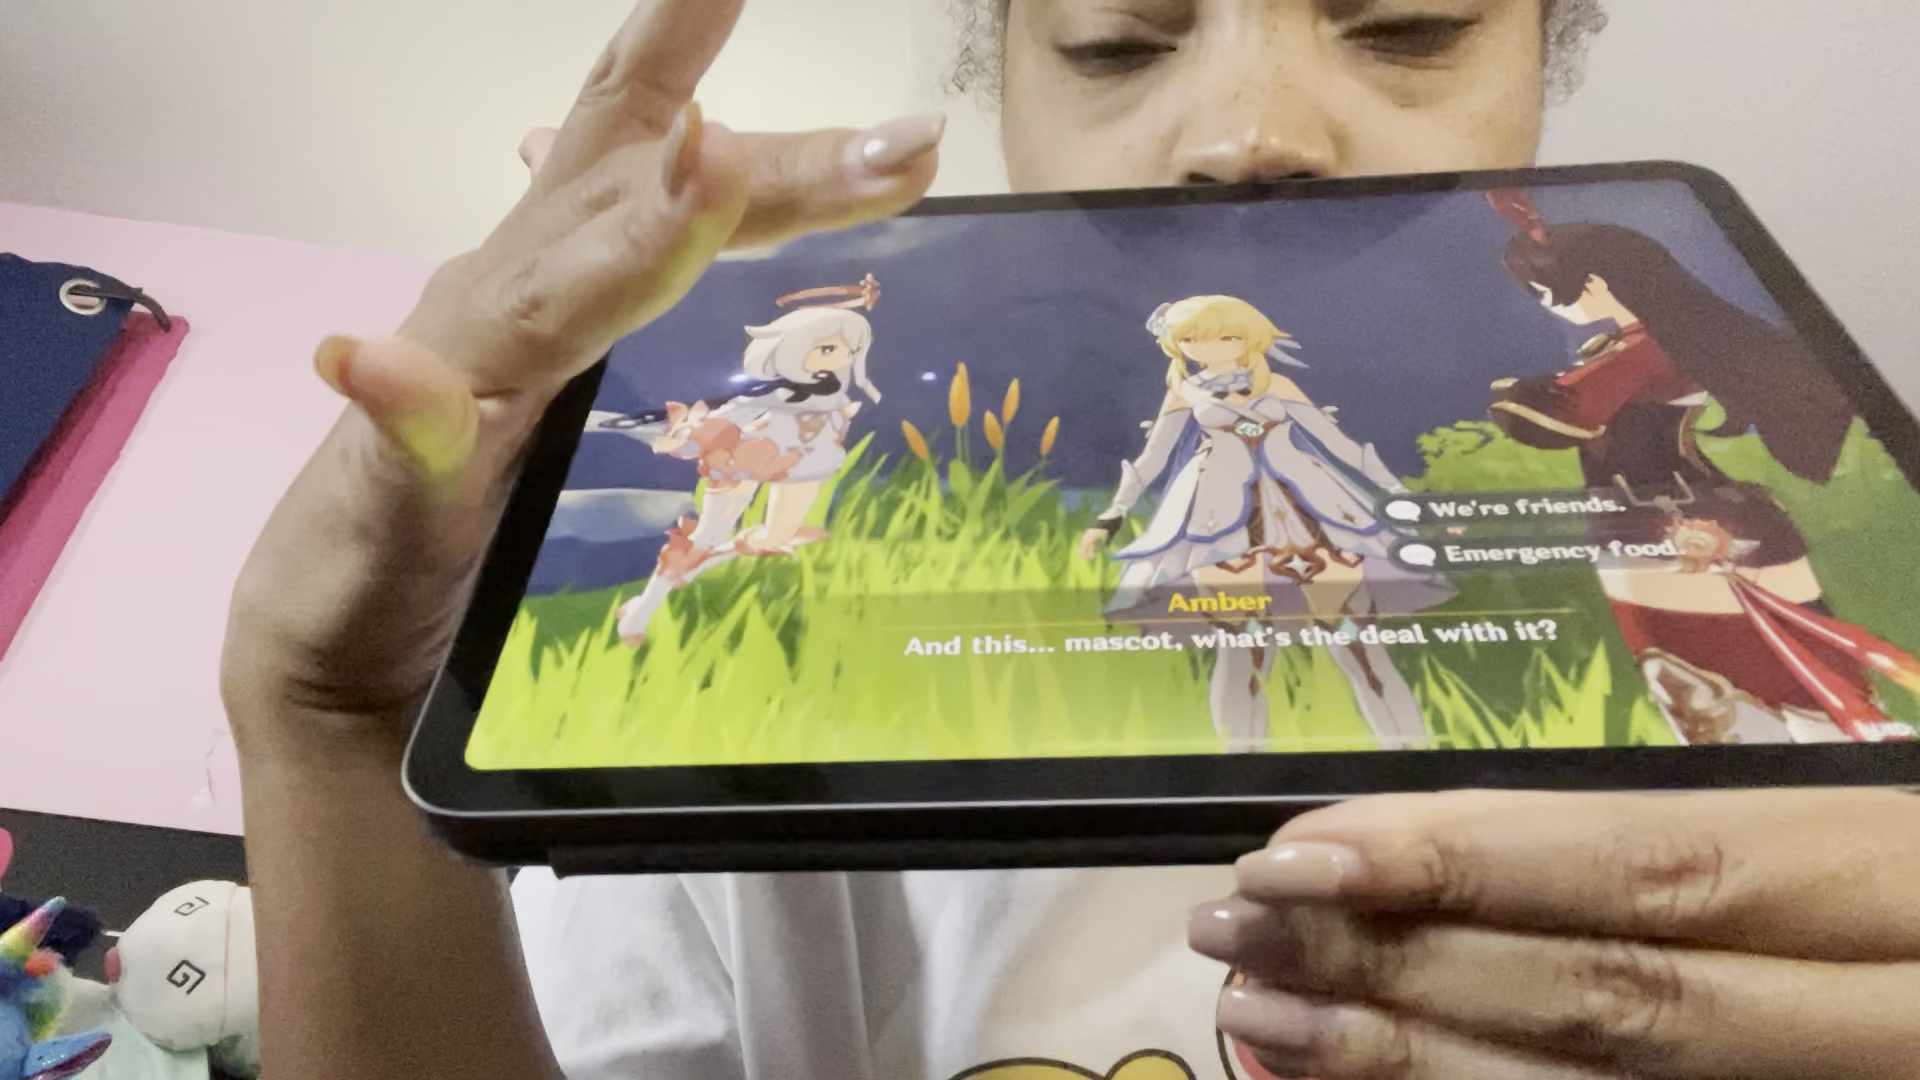 We're friends.
Emergency food.
Amber
And this... mascot, what's the deal with it?